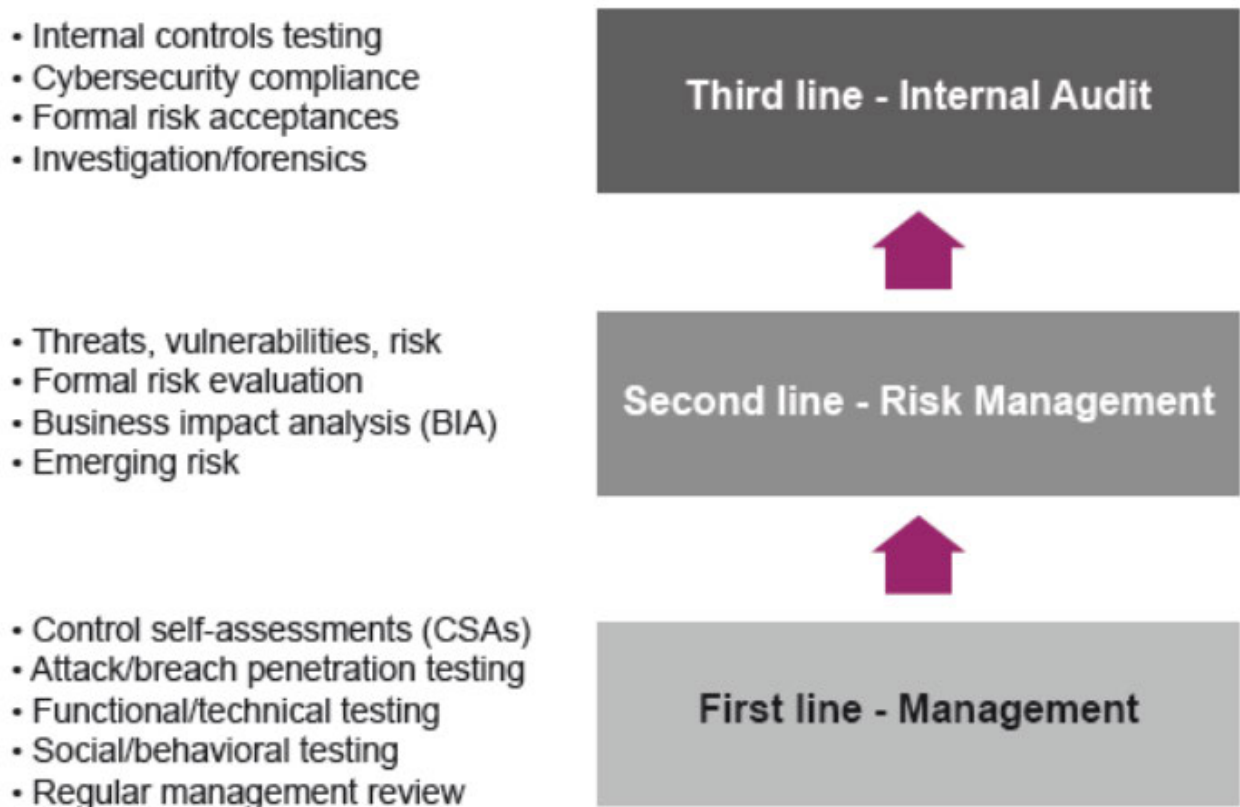 • Internal controls testing
• Cybersecurity compliance
• Formal risk acceptances
• Investigation/forensics
Third line - Internal Audit
• Threats, vulnerabilities, risk
• Formal risk evaluation
• Business impact analysis (BIA)
• Emerging risk
Second line - Risk Management
• Control self-assessments (CSAs)
• Attack/breach penetration testing
• Functional/technical testing
• Social/behavioral testing
• Regular management review
First line - Management